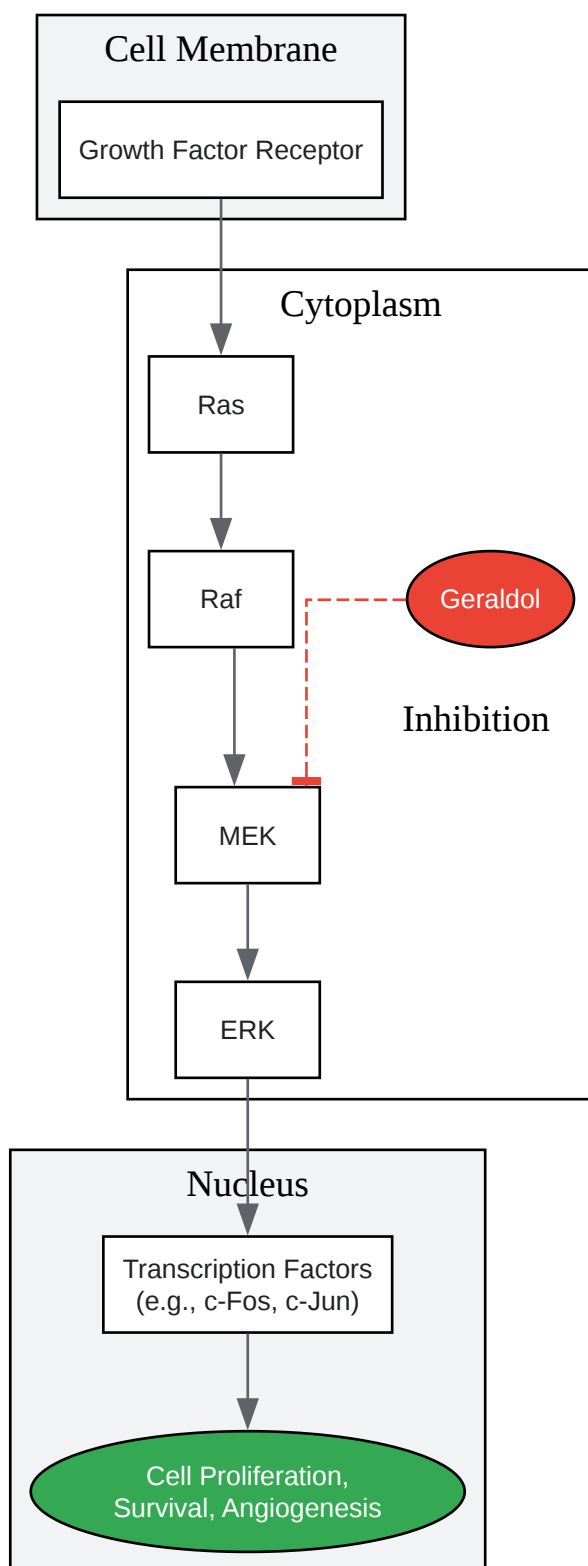 Cell Membrane
Growth Factor Receptor
Cytoplasm
Ras
Raf
Geraldol
Inhibition
MEK
ERK
Nucleus
Transcription Factors
(e.g., c-Fos, c-Jun)
Cell Proliferation,
Survival, Angiogenesis